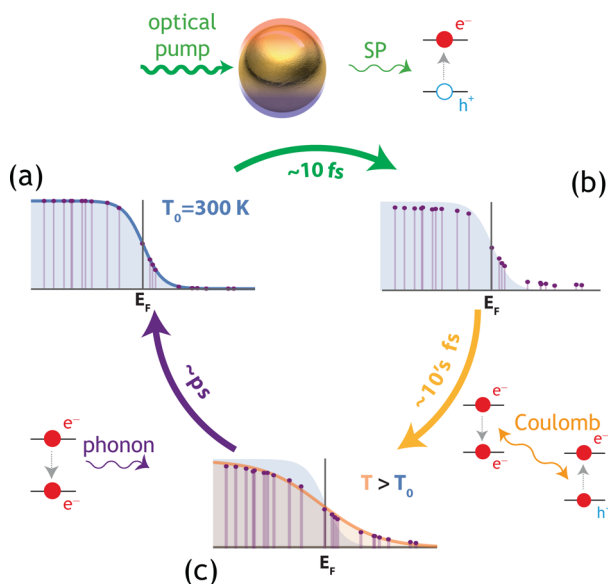 optical
pump
SP
e⁻
h⁺
~10 fs
(a)
T₀=300 K
E_F
(b)
E_F
~ps
~10's fs
e⁻
e⁻
phonon
e⁻
e⁻
Coulomb
e⁻
h⁺
T > T₀
E_F
(c)